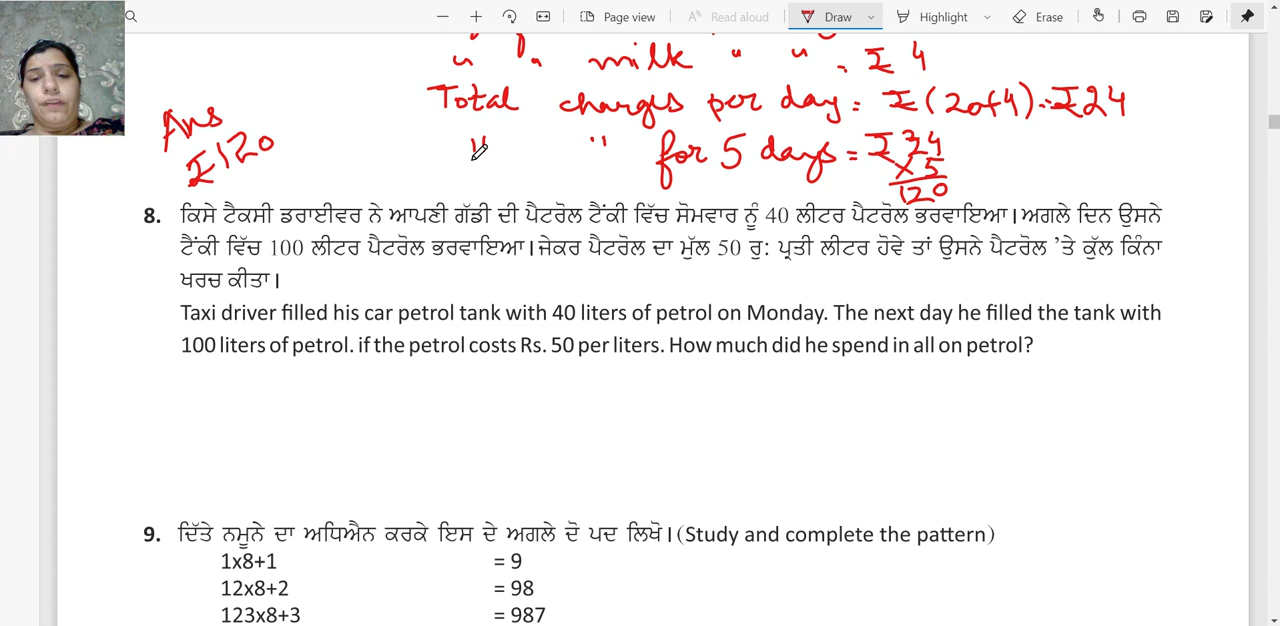 Page view
Read aloud
Draw
Highlight
Erase
" " milk " " = ₹ 4
Total charges per day = ₹ (20+4) = ₹24
" " for 5 days = ₹ 24
x 5
120
Ans
₹120
8. ਕਿਸੇ ਟੈਕਸੀ ਡਰਾਈਵਰ ਨੇ ਆਪਣੀ ਗੱਡੀ ਦੀ ਪੈਟਰੋਲ ਟੈਂਕੀ ਵਿੱਚ ਸੋਮਵਾਰ ਨੂੰ 40 ਲੀਟਰ ਪੈਟਰੋਲ ਭਰਵਾਇਆ। ਅਗਲੇ ਦਿਨ ਉਸਨੇ
ਟੈਂਕੀ ਵਿੱਚ 100 ਲੀਟਰ ਪੈਟਰੋਲ ਭਰਵਾਇਆ। ਜੇਕਰ ਪੈਟਰੋਲ ਦਾ ਮੁੱਲ 50 ਰੁ: ਪ੍ਰਤੀ ਲੀਟਰ ਹੋਵੇ ਤਾਂ ਉਸਨੇ ਪੈਟਰੋਲ 'ਤੇ ਕੁੱਲ ਕਿੰਨਾ
ਖਰਚ ਕੀਤਾ।
Taxi driver filled his car petrol tank with 40 liters of petrol on Monday. The next day he filled the tank with
100 liters of petrol. if the petrol costs Rs. 50 per liters. How much did he spend in all on petrol?
9. ਦਿੱਤੇ ਨਮੂਨੇ ਦਾ ਅਧਿਐਨ ਕਰਕੇ ਇਸ ਦੇ ਅਗਲੇ ਦੋ ਪਦ ਲਿਖੋ। (Study and complete the pattern)
1x8+1 = 9
12x8+2 = 98
123x8+3 = 987